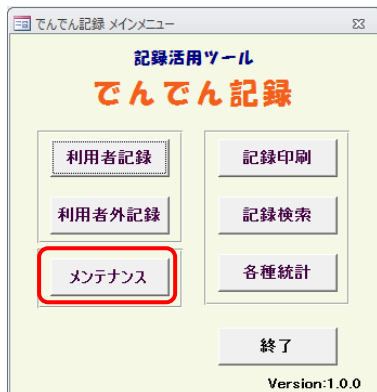 でんでん記録 メインメニュー
記録活用ツール
でんでん記録
利用者記録
利用者外記録
メンテナンス
記録印刷
記録検索
各種統計
終了
Version:1.0.0